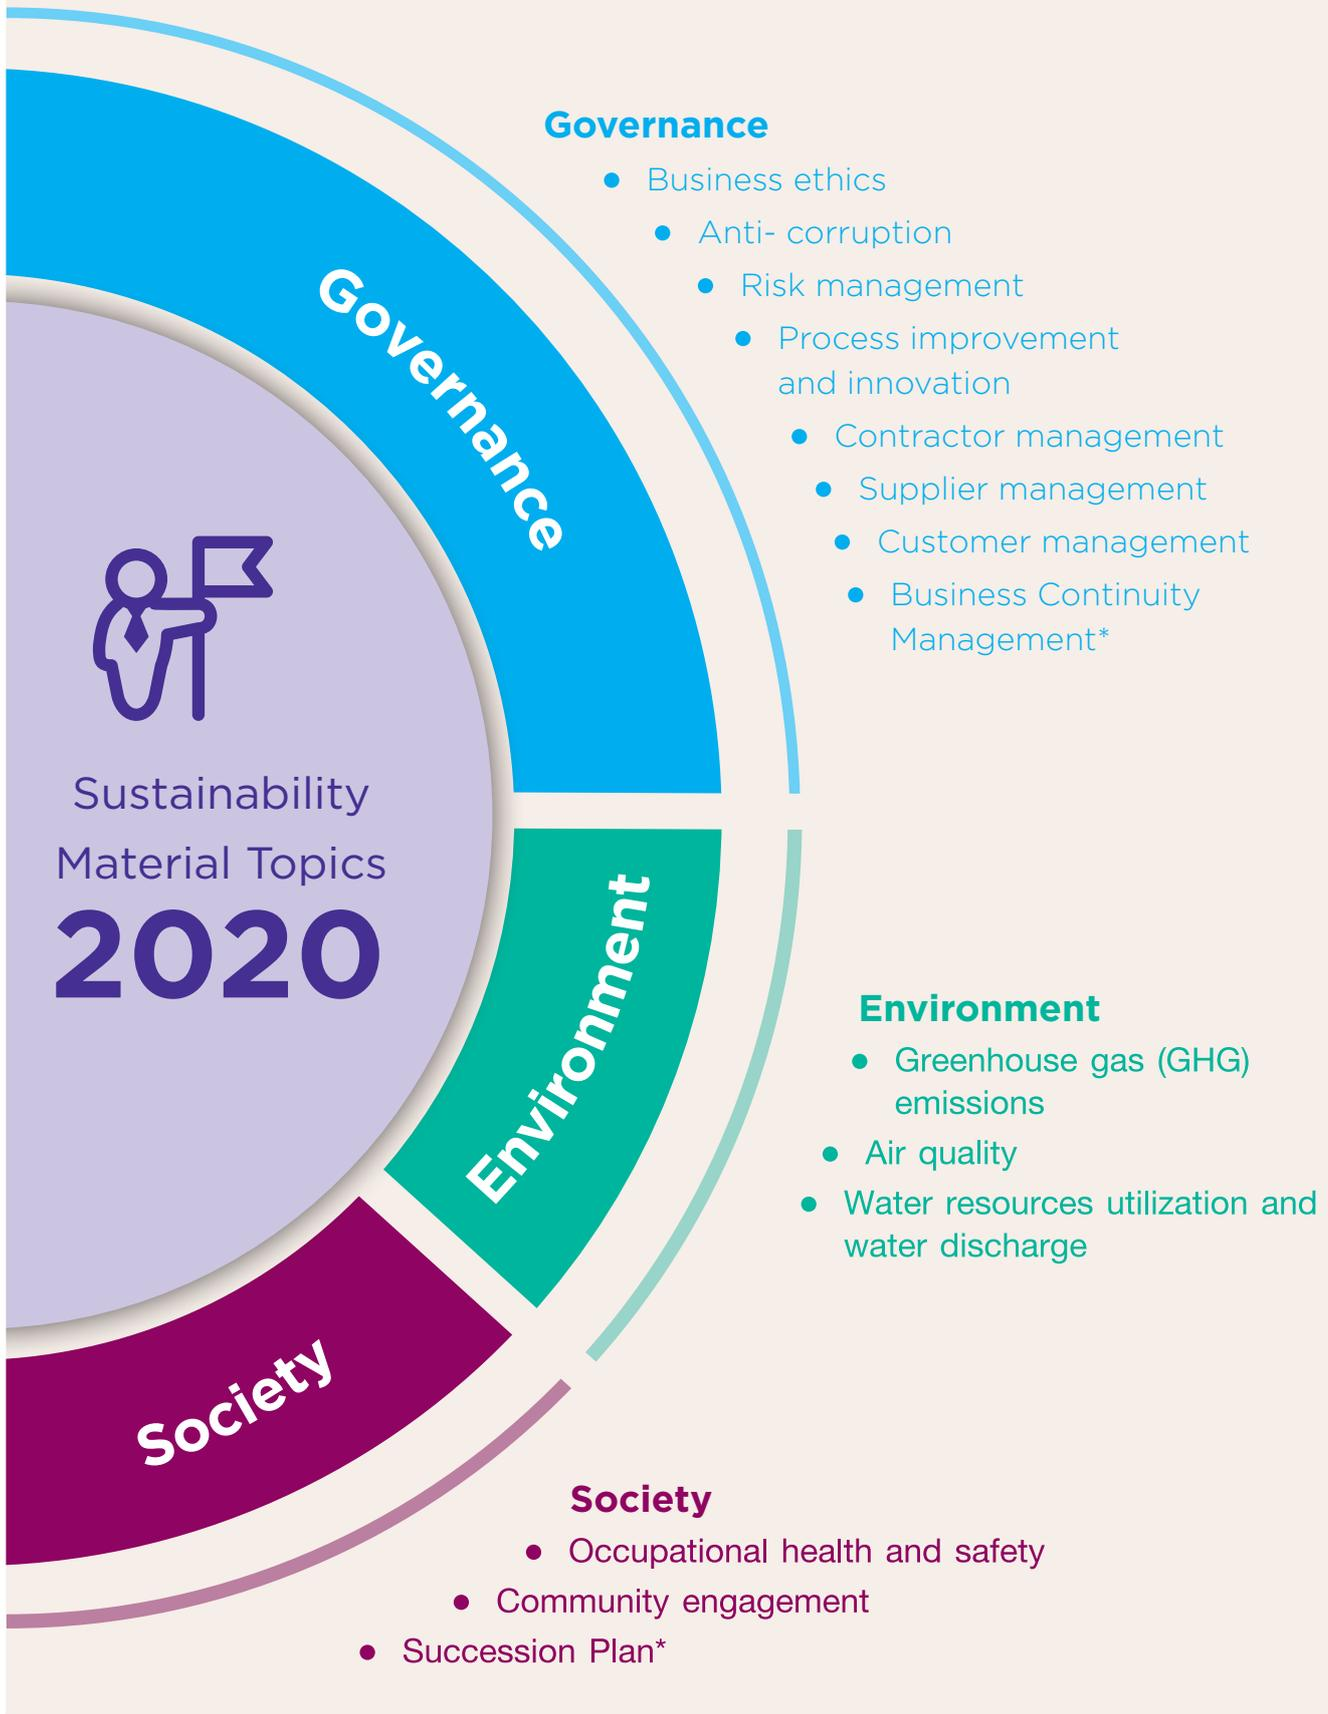 Governance
• Business ethics
• Anti- corruption
• Risk management
• Process improvement
and innovation
• Contractor management
• Supplier management
• Customer management
• Business Continuity
Management*
Governance
Sustainability
Material Topics
2020
Environment
Environment
• Greenhouse gas (GHG)
emissions
• Air quality
• Water resources utilization and
water discharge
Society
Society
• Occupational health and safety
• Community engagement
• Succession Plan*